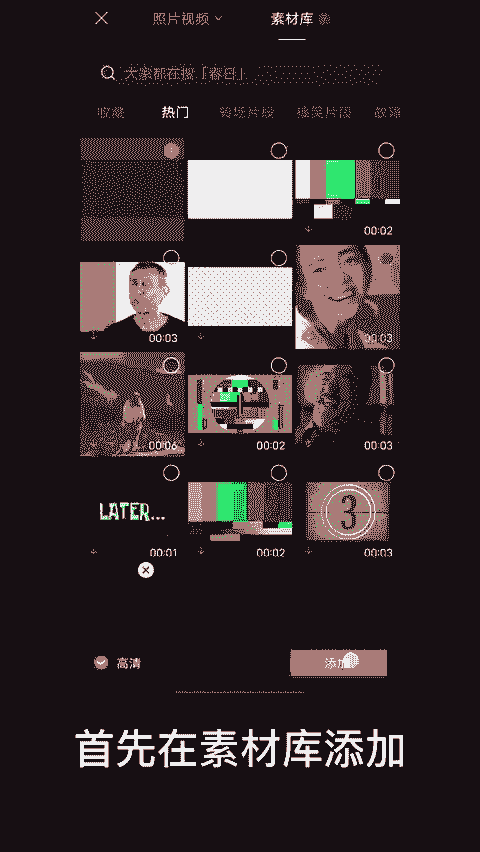 照片视频 素材库
大家都在搜「春日」
收藏 热门 转场片段 搞笑片段 故障
00:02
00:03 00:03
00:06 00:02 00:03
LATER... 3
00:01 00:02 00:03
高清 添加
首先在素材库添加